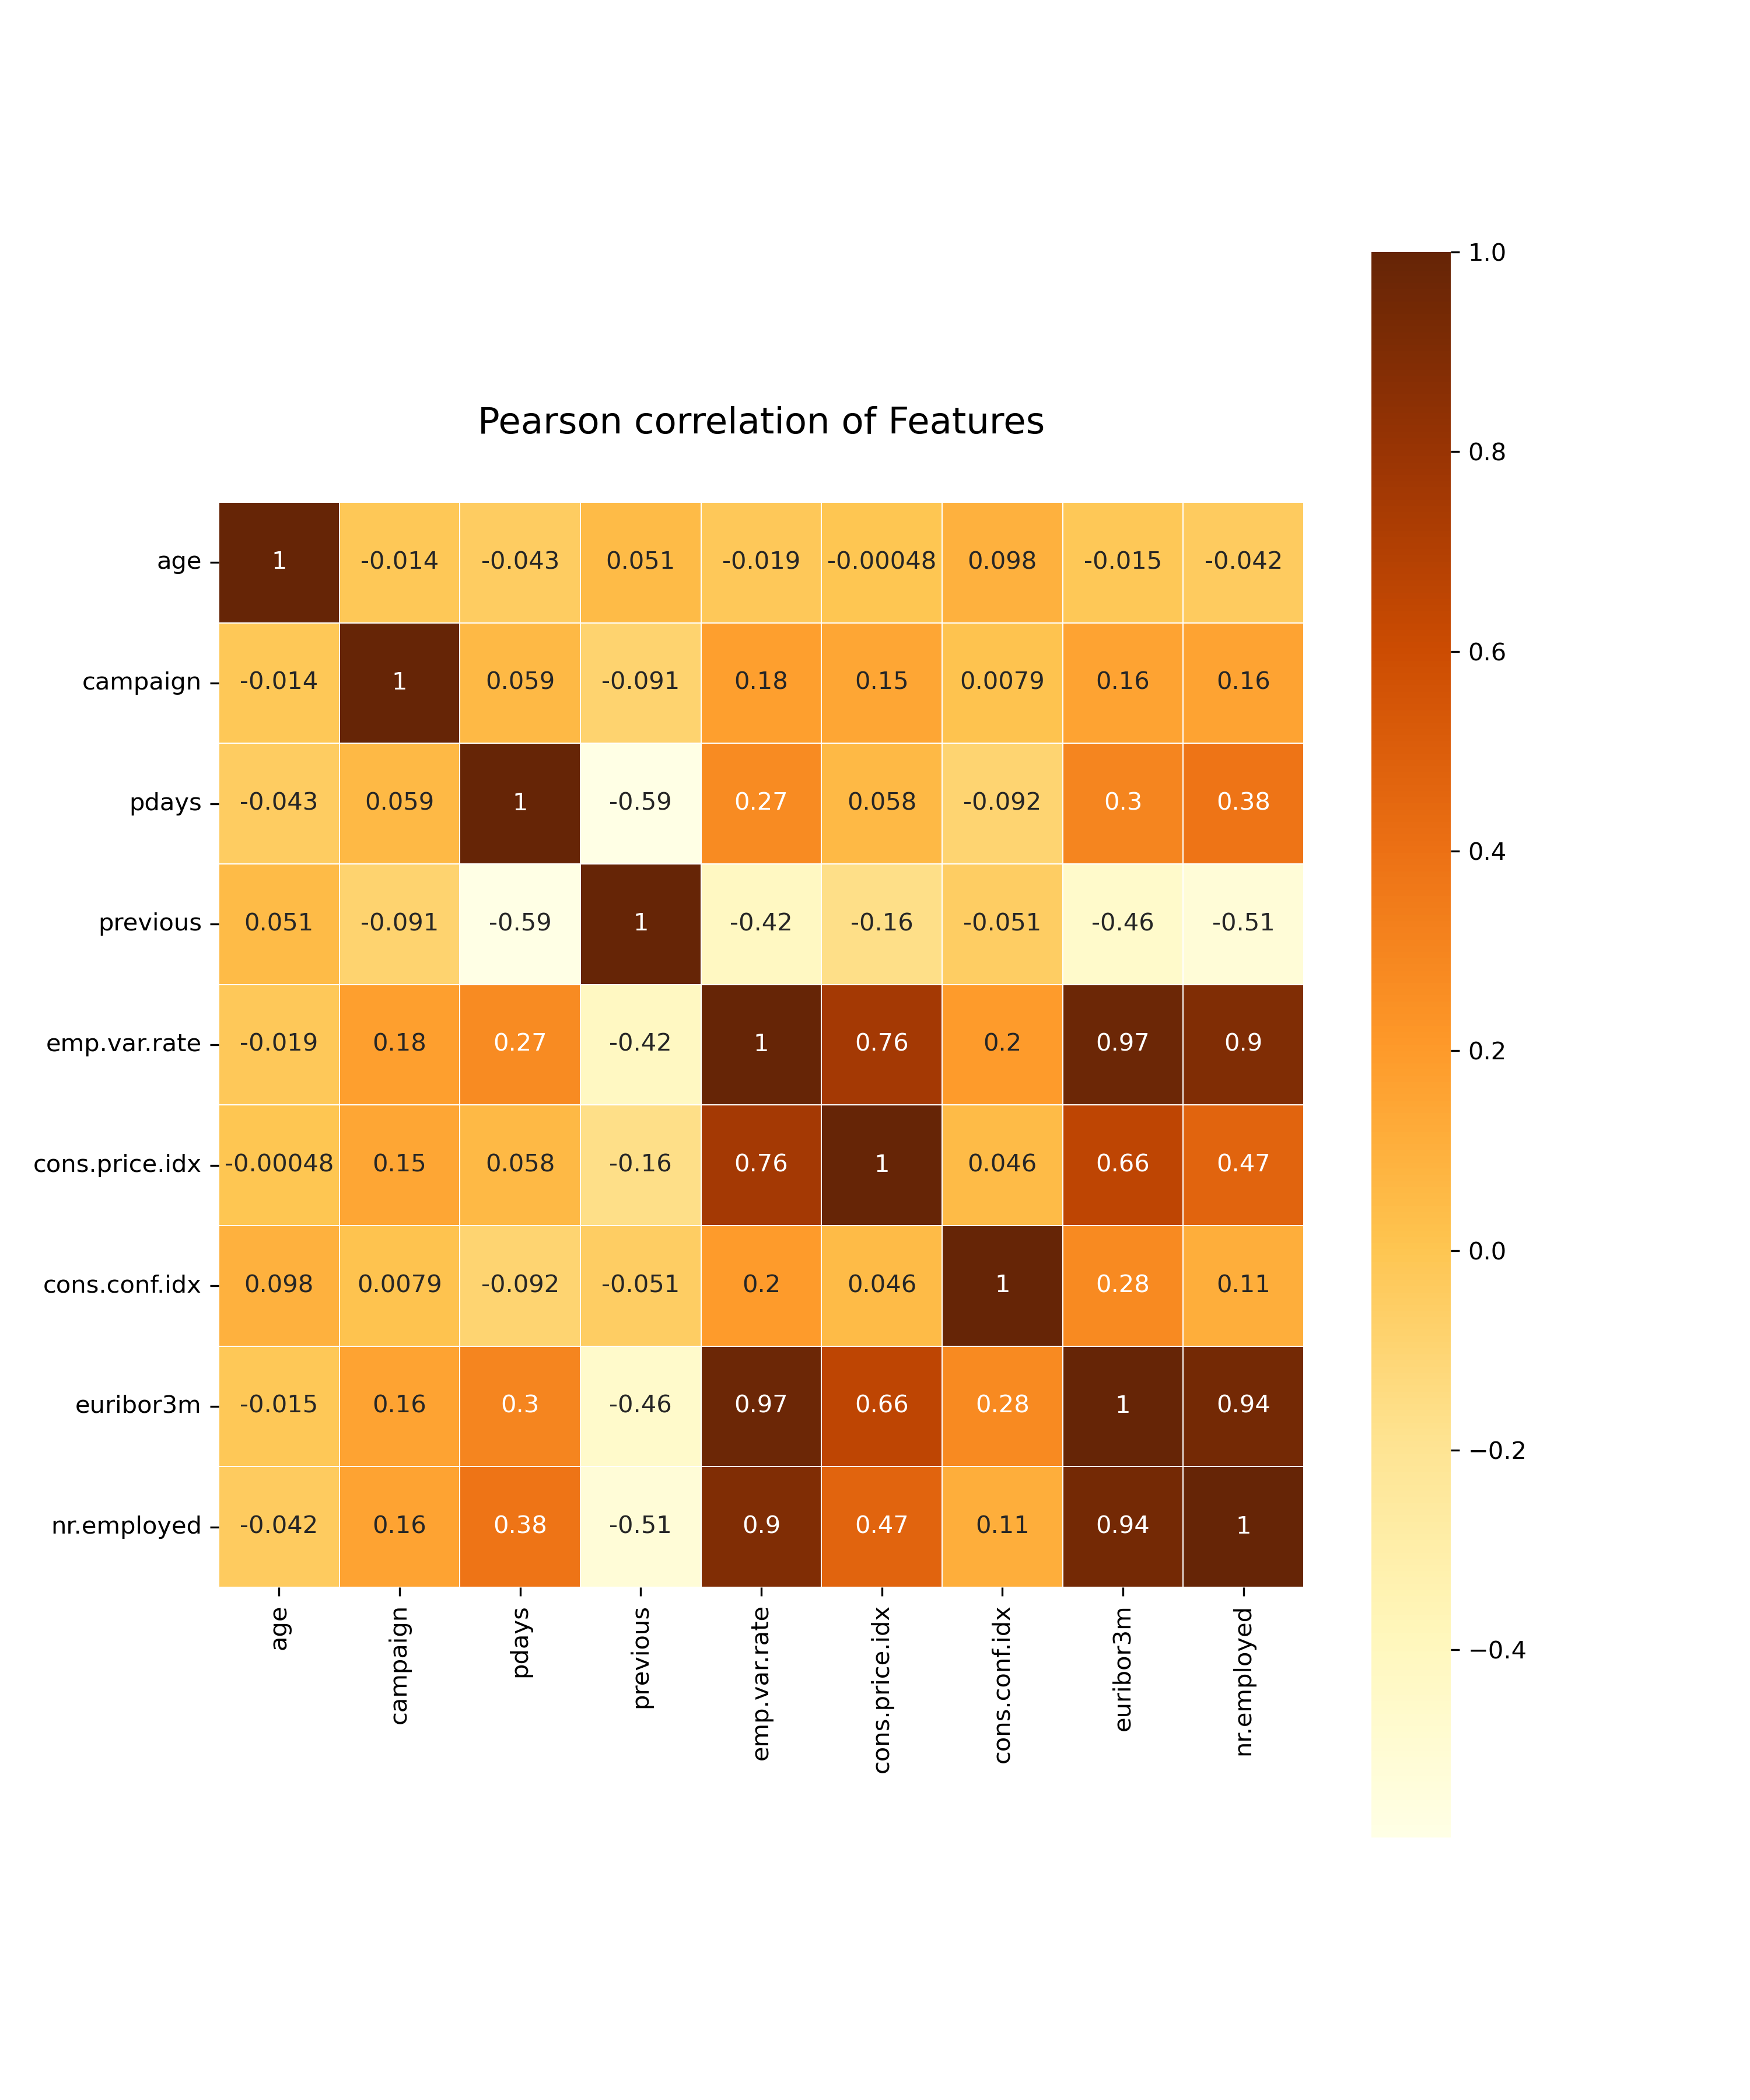 Pearson correlation of Features
age 1 -0.014 -0.043 0.051 -0.019 -0.00048 0.098 -0.015 -0.042
campaign -0.014 1 0.059 -0.091 0.18 0.15 0.0079 0.16 0.16
pdays -0.043 0.059 1 -0.59 0.27 0.058 -0.092 0.3 0.38
previous 0.051 -0.091 -0.59 1 -0.42 -0.16 -0.051 -0.46 -0.51
emp.var.rate -0.019 0.18 0.27 -0.42 1 0.76 0.2 0.97 0.9
cons.price.idx -0.00048 0.15 0.058 -0.16 0.76 1 0.046 0.66 0.47
cons.conf.idx 0.098 0.0079 -0.092 -0.051 0.2 0.046 1 0.28 0.11
euribor3m -0.015 0.16 0.3 -0.46 0.97 0.66 0.28 1 0.94
nr.employed -0.042 0.16 0.38 -0.51 0.9 0.47 0.11 0.94 1
age campaign pdays previous emp.var.rate cons.price.idx cons.conf.idx euribor3m nr.employed
1.0
0.8
0.6
0.4
0.2
0.0
−0.2
−0.4